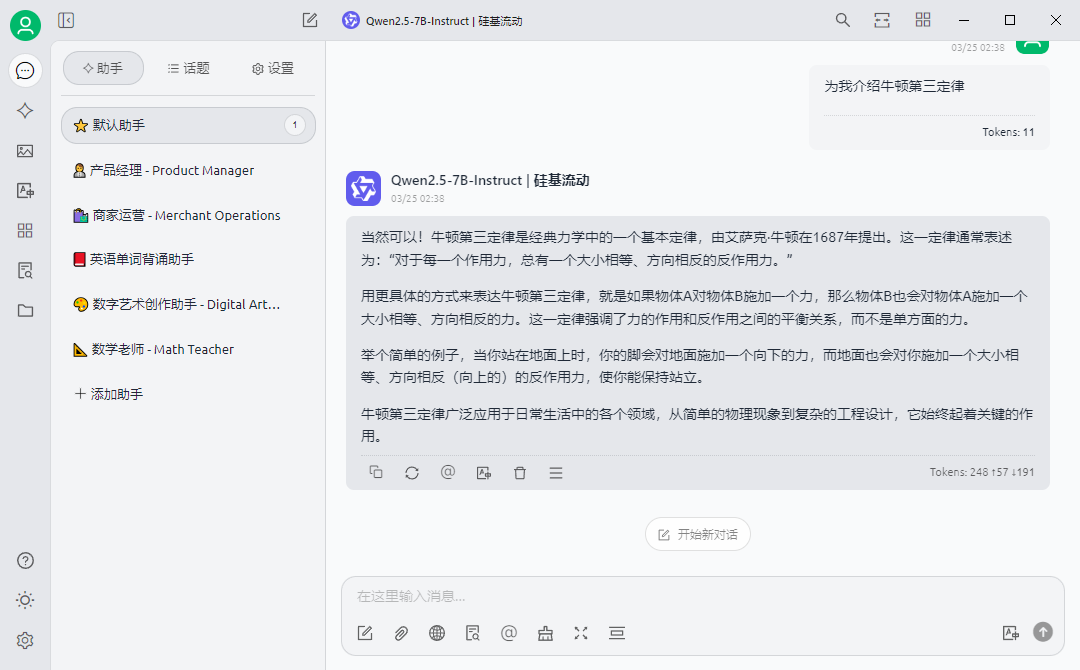 Qwen2.5-7B-Instruct | 硅基流动
助手
话题
设置
默认助手
1
产品经理 - Product Manager
商家运营 - Merchant Operations
英语单词背诵助手
数字艺术创作助手 - Digital Art...
数学老师 - Math Teacher
添加助手
03/25 02:38
为我介绍牛顿第三定律
Tokens: 11
Qwen2.5-7B-Instruct | 硅基流动
03/25 02:38
当然可以！牛顿第三定律是经典力学中的一个基本定律，由艾萨克·牛顿在1687年提出。这一定律通常表述
为：“对于每一个作用力，总有一个大小相等、方向相反的反作用力。”
用更具体的方式来表达牛顿第三定律，就是如果物体A对物体B施加一个力，那么物体B也会对物体A施加一个
大小相等、方向相反的力。这一定律强调了力的作用和反作用之间的平衡关系，而不是单方面的力。
举个简单的例子，当你站在地面上时，你的脚会对地面施加一个向下的力，而地面也会对你施加一个大小相
等、方向相反（向上的）的反作用力，使你能保持站立。
牛顿第三定律广泛应用于日常生活中的各个领域，从简单的物理现象到复杂的工程设计，它始终起着关键的作
用。
Tokens: 248 ↑57 ↓191
开始新对话
在这里输入消息...